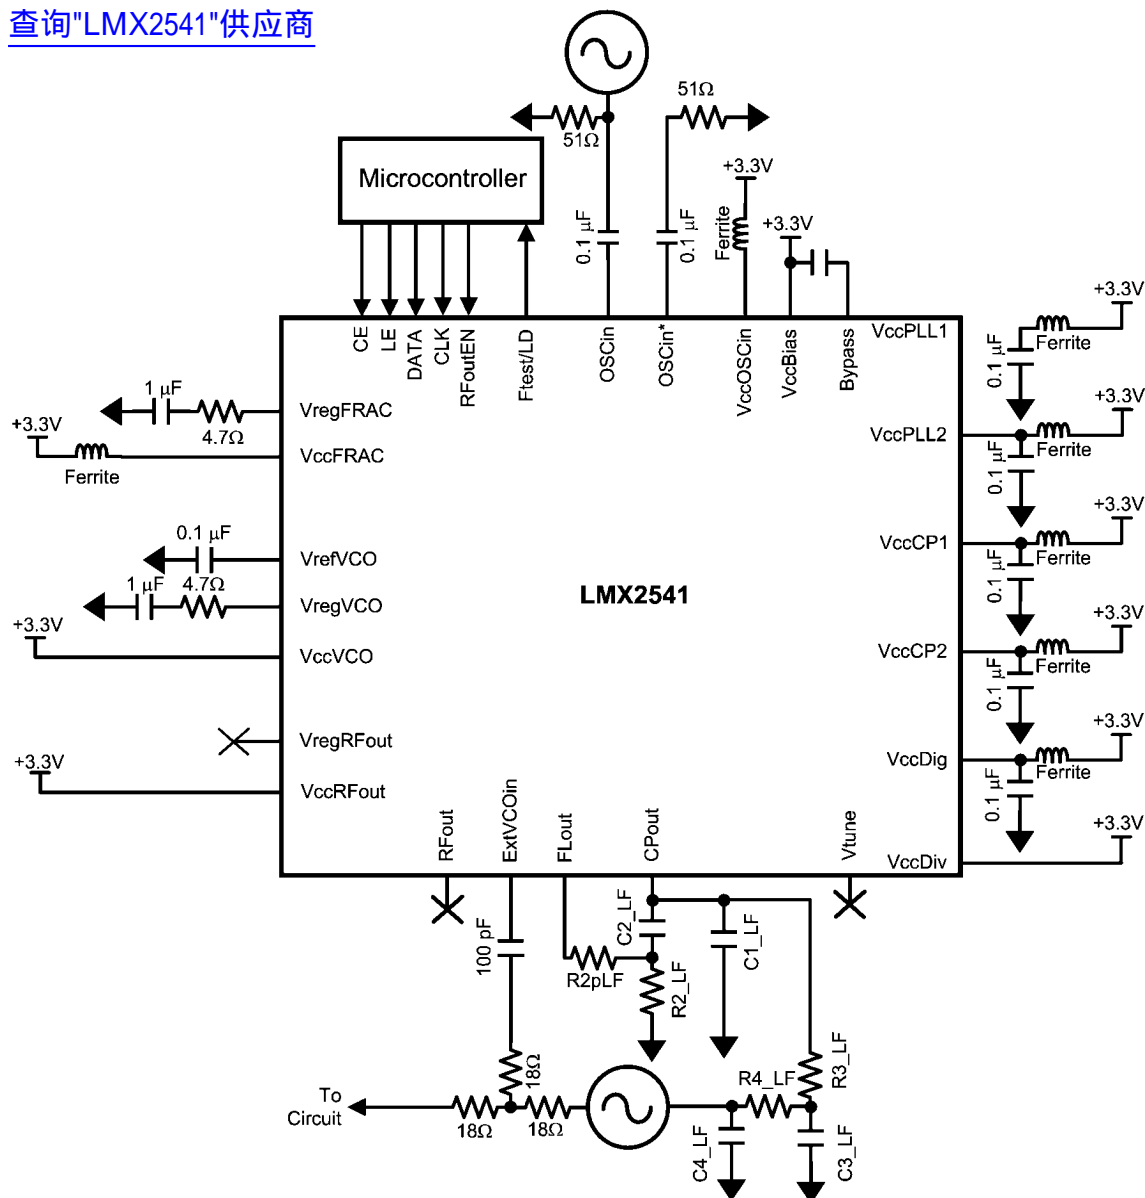 查询"LMX2541"供应商
51Ω
51Ω
Microcontroller
0.1 µF
0.1 µF
Ferrite
+3.3V
+3.3V
CE
LE
DATA
CLK
RFoutEN
Ftest/LD
OSCin
OSCin*
VccOSCin
VccBias
Bypass
VccPLL1
+3.3V
Ferrite
0.1 µF
1 µF
4.7Ω
VregFRAC
+3.3V
Ferrite
VccFRAC
VccPLL2
+3.3V
Ferrite
0.1 µF
0.1 µF
VrefVCO
1 µF
4.7Ω
VregVCO
+3.3V
VccVCO
LMX2541
VccCP1
+3.3V
Ferrite
0.1 µF
VccCP2
+3.3V
Ferrite
0.1 µF
VregRFout
+3.3V
VccRFout
VccDig
+3.3V
Ferrite
0.1 µF
VccDiv
+3.3V
RFout
ExtVCOin
FLout
CPout
Vtune
100 pF
C2_LF
C1_LF
R2pLF
R2_LF
18Ω
R4_LF
R3_LF
To
Circuit
18Ω
18Ω
C4_LF
C3_LF